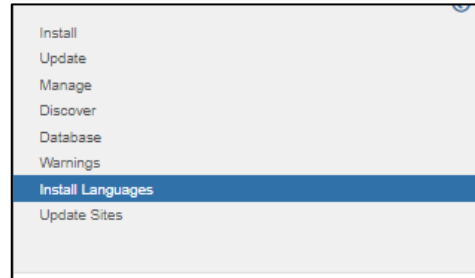 Install
Update
Manage
Discover
Database
Warnings
Install Languages
Update Sites